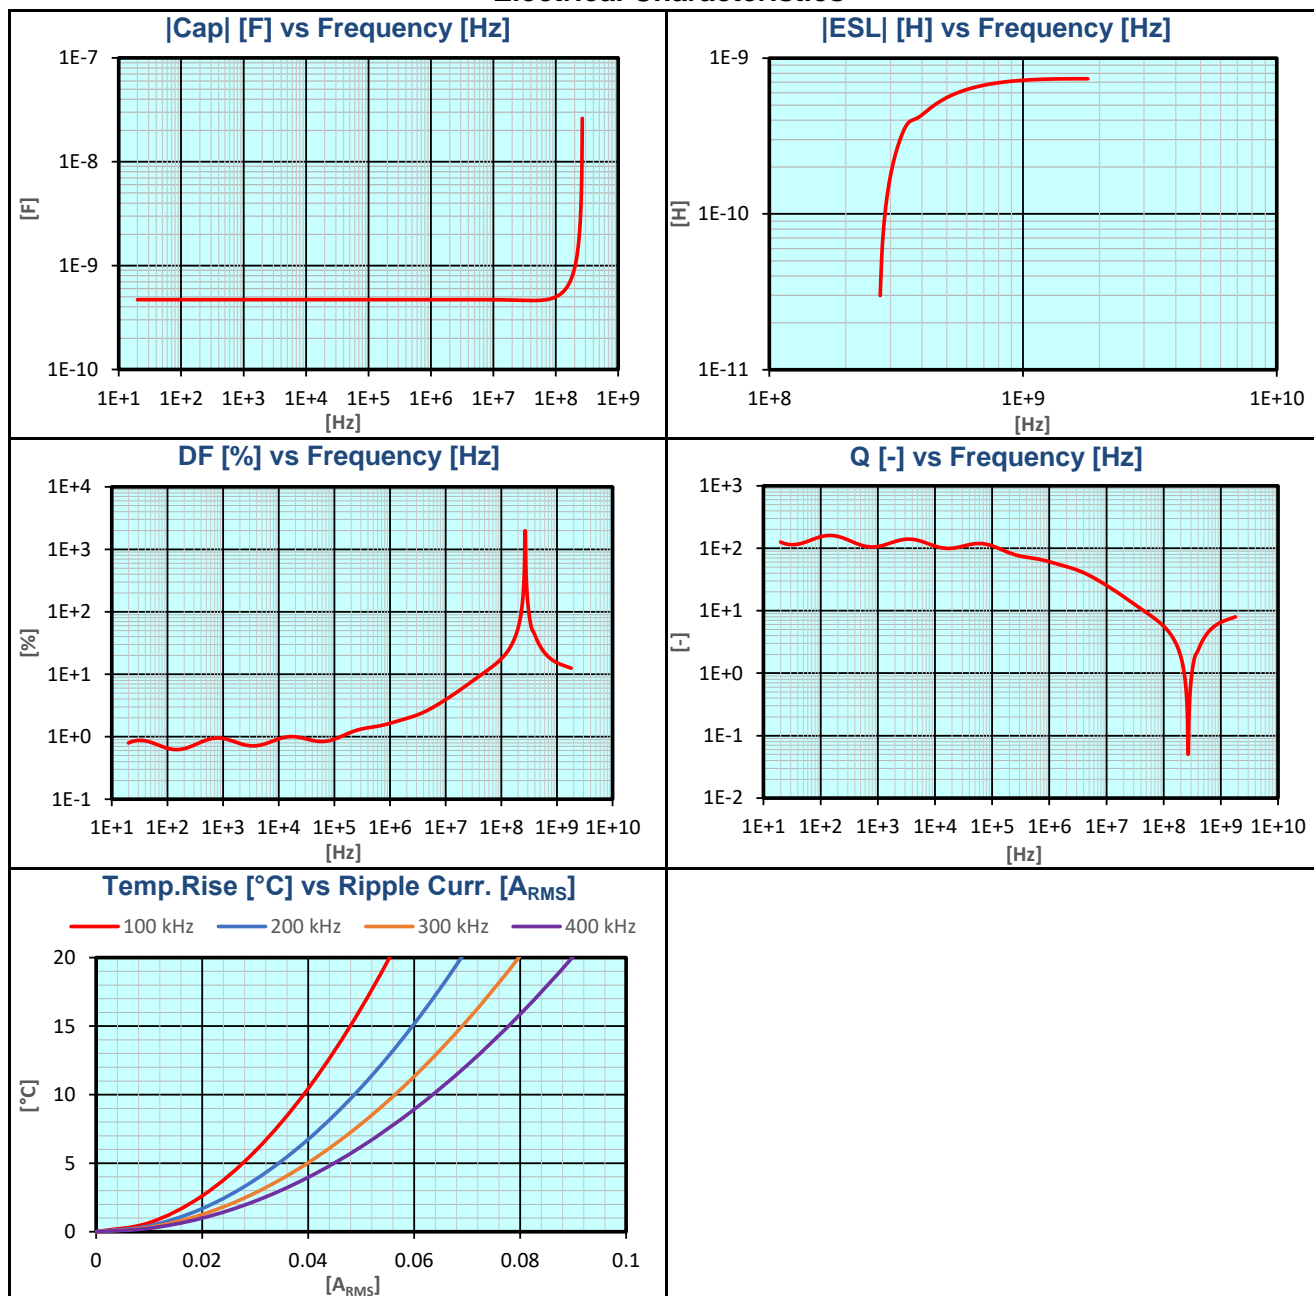 |Cap| [F] vs Frequency [Hz]
1E-7
1E-8
1E-9
1E-10
[F]
1E+1 1E+2 1E+3 1E+4 1E+5 1E+6 1E+7 1E+8 1E+9
[Hz]
|ESL| [H] vs Frequency [Hz]
1E-9
1E-10
1E-11
[H]
1E+8 1E+9 1E+10
[Hz]
DF [%] vs Frequency [Hz]
1E+4
1E+3
1E+2
1E+1
1E+0
1E-1
[%]
1E+1 1E+2 1E+3 1E+4 1E+5 1E+6 1E+7 1E+8 1E+9 1E+10
[Hz]
Q [-] vs Frequency [Hz]
1E+3
1E+2
1E+1
1E+0
1E-1
1E-2
[-]
1E+1 1E+2 1E+3 1E+4 1E+5 1E+6 1E+7 1E+8 1E+9 1E+10
[Hz]
Temp.Rise [°C] vs Ripple Curr. [ARMS]
100 kHz 200 kHz 300 kHz 400 kHz
20
15
10
5
0
[°C]
0 0.02 0.04 0.06 0.08 0.1
[ARMS]